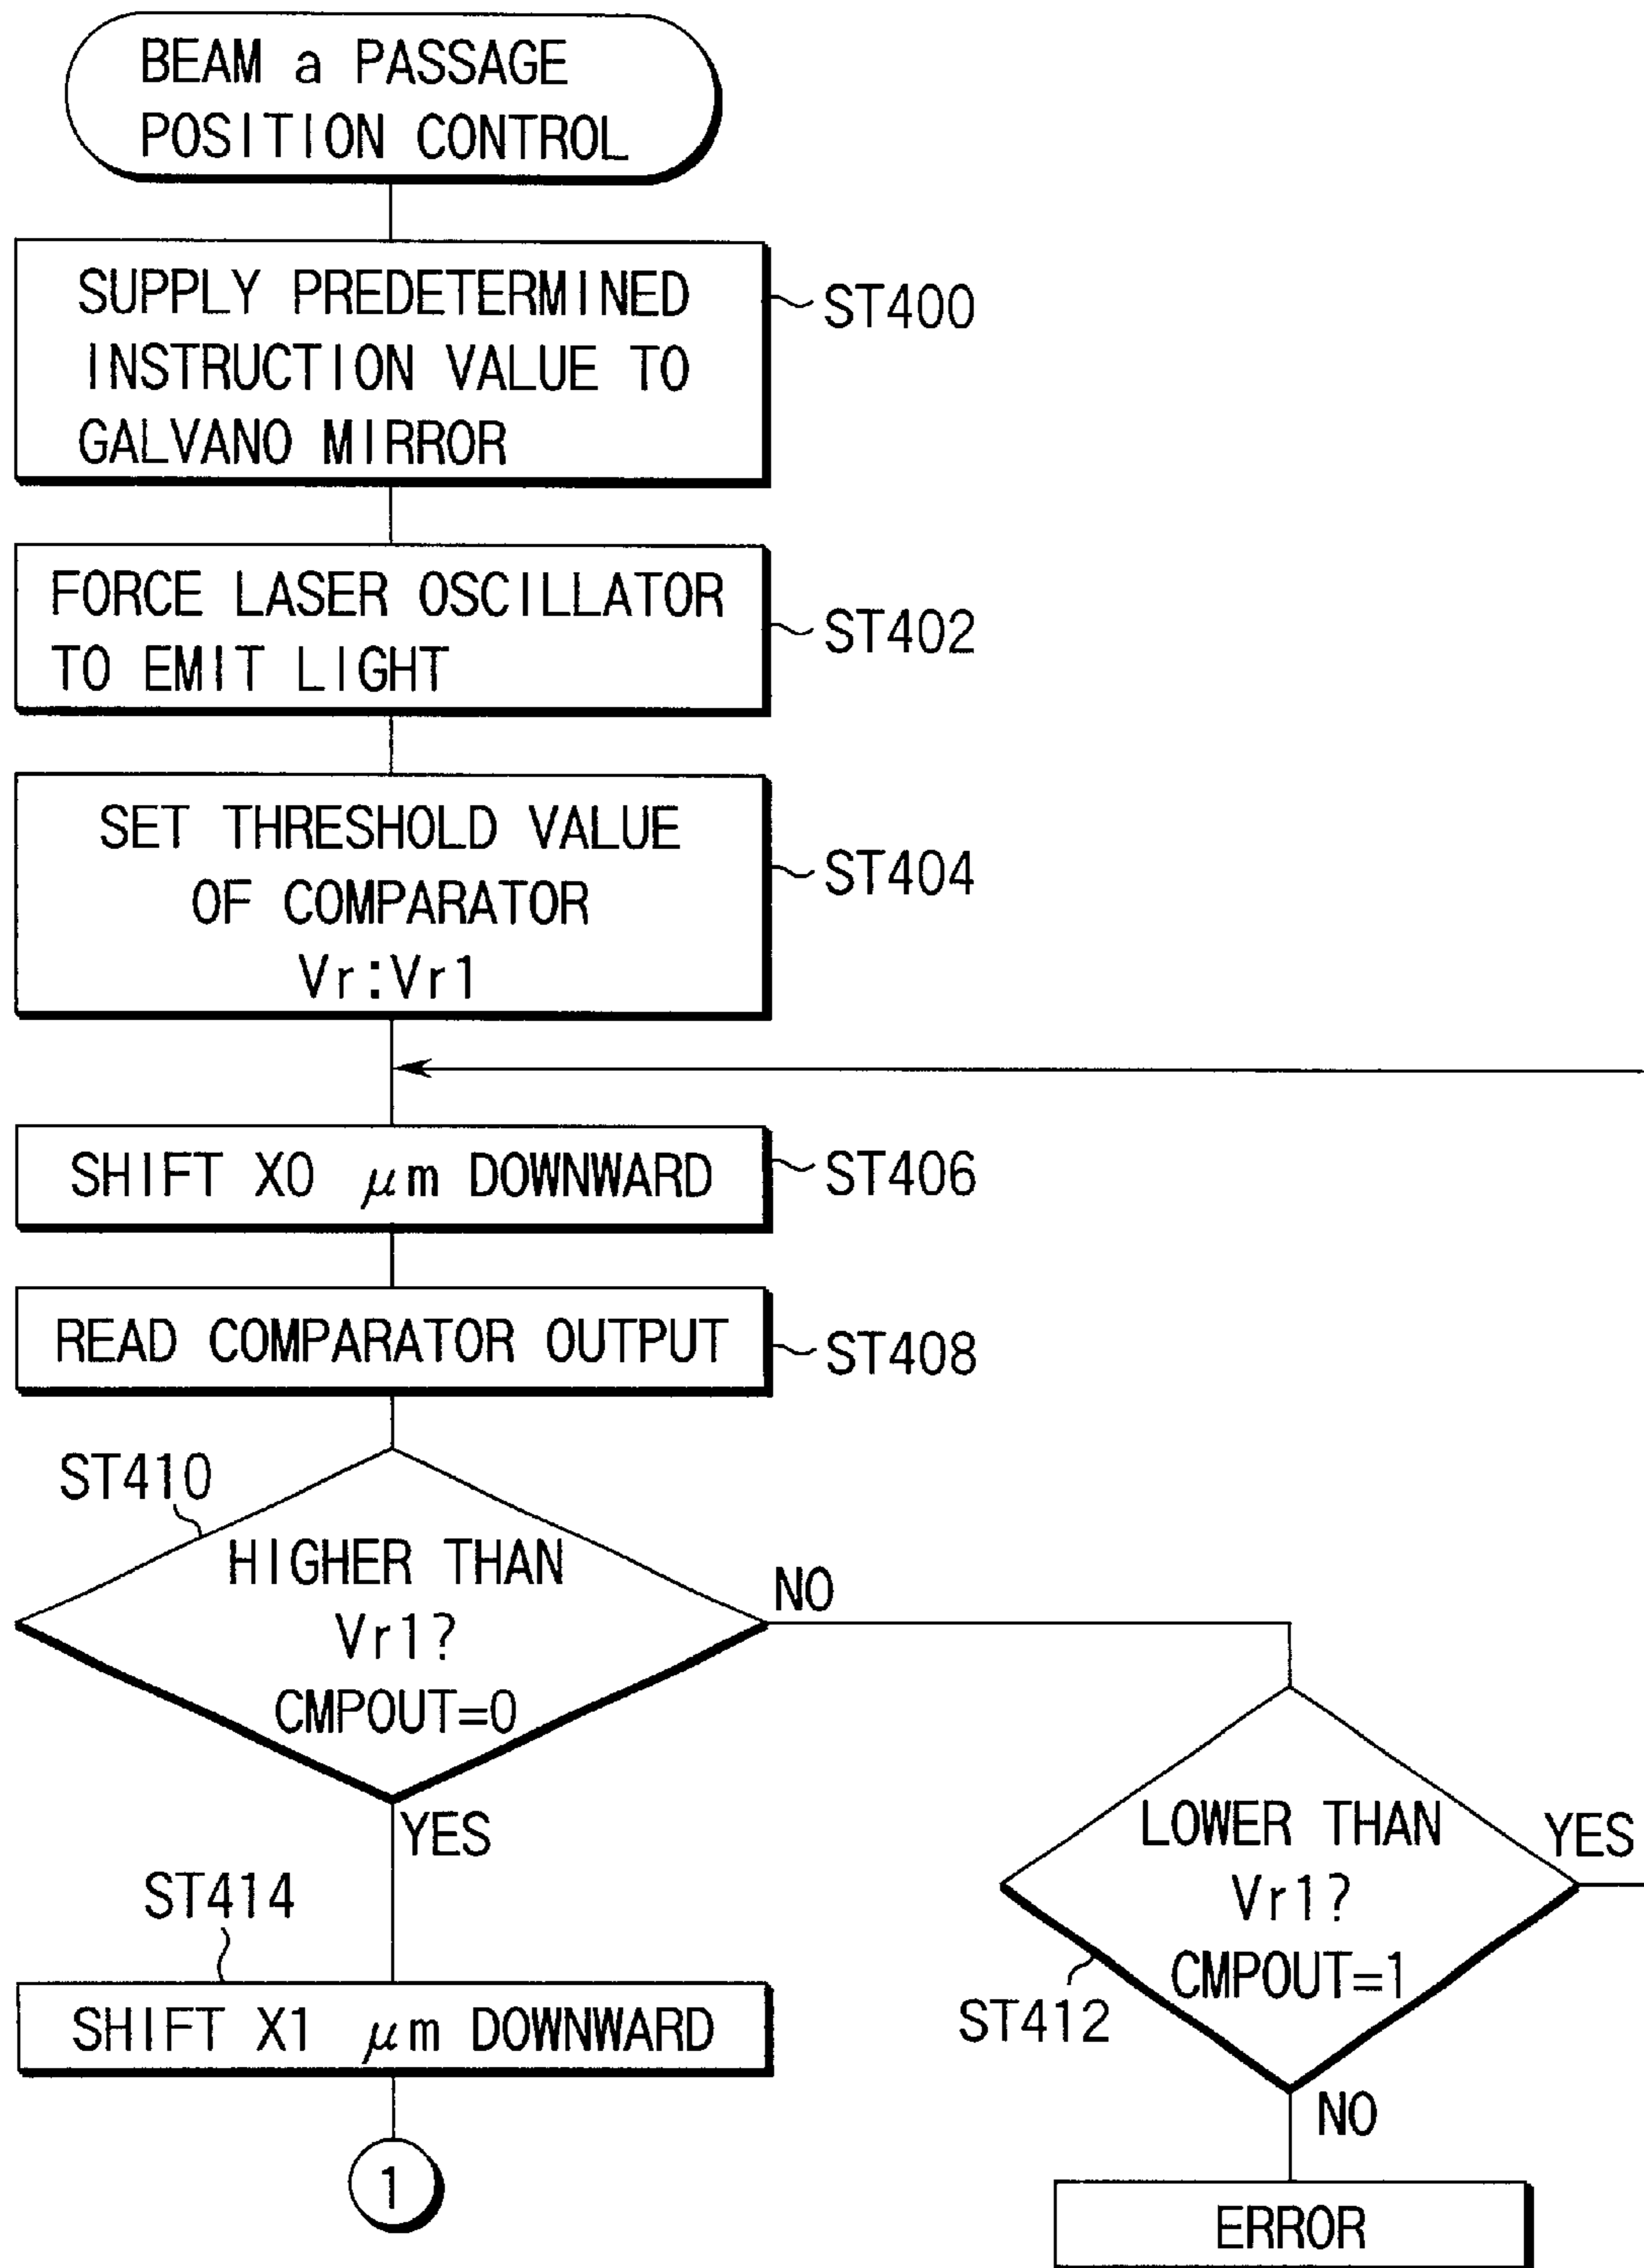 BEAM a PASSAGE
POSITION CONTROL
SUPPLY PREDETERMINED
INSTRUCTION VALUE TO
GALVANO MIRROR
ST400
FORCE LASER OSCILLATOR
TO EMIT LIGHT
ST402
SET THRESHOLD VALUE
OF COMPARATOR
Vr:Vr1
ST404
SHIFT X0 μm DOWNWARD
ST406
READ COMPARATOR OUTPUT
ST408
ST410
HIGHER THAN
Vr1?
CMPOUT=0
NO
YES
LOWER THAN
Vr1?
CMPOUT=1
YES
ST412
NO
ERROR
ST414
SHIFT X1 μm DOWNWARD
1